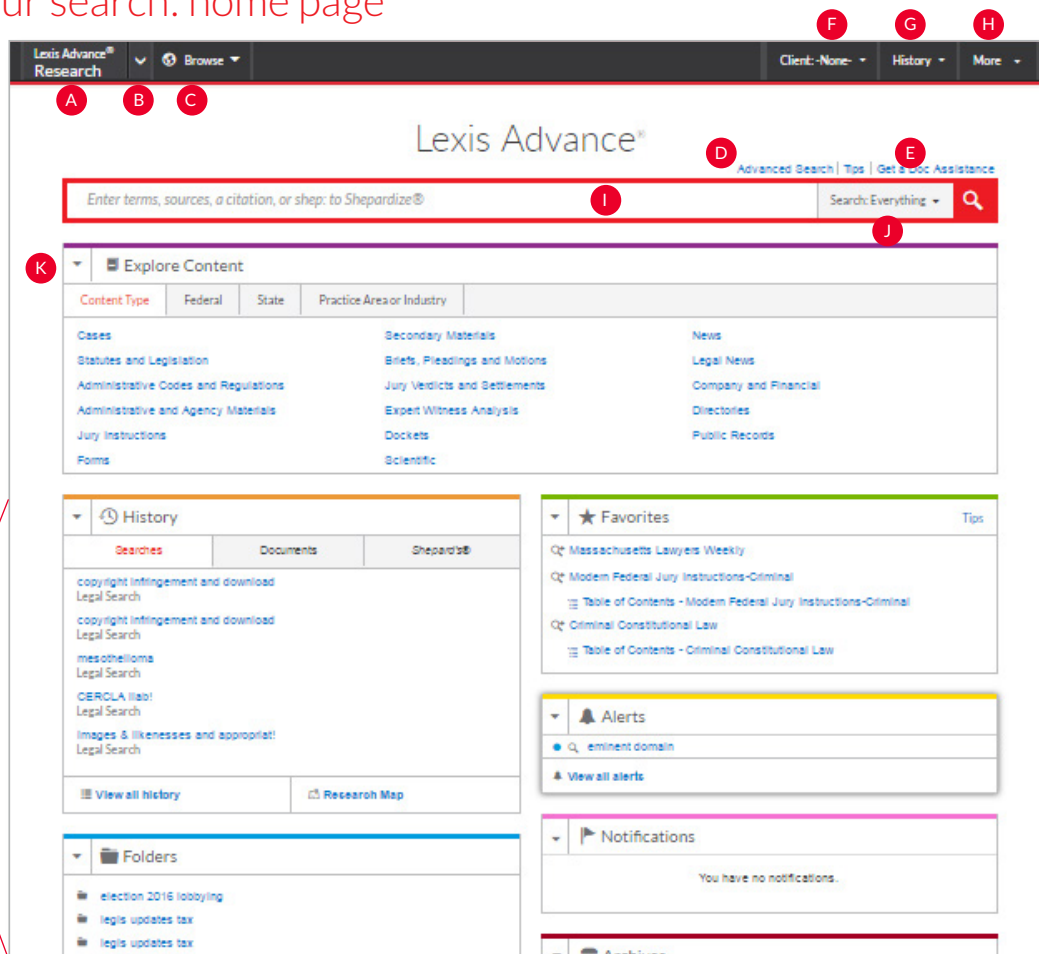 ur search: home page
F G H
Lexis Advance® Research Browse Client: -None- History More
A B C
Lexis Advance®
D E
Advanced Search | Tips | Get a Doc Assistance
Enter terms, sources, a citation, or shep: to Shepardize® I Search: Everything
J
K Explore Content
Content Type Federal State Practice Area or Industry
Cases Secondary Materials News
Statutes and Legislation Briefs, Pleadings and Motions Legal News
Administrative Codes and Regulations Jury Verdicts and Settlements Company and Financial
Administrative and Agency Materials Expert Witness Analysis Directories
Jury Instructions Dockets Public Records
Forms Scientific
History
Searches Documents Shepard's®
copyright infringement and download
Legal Search
copyright infringement and download
Legal Search
mesothelioma
Legal Search
CERCLA liab!
Legal Search
Images & likenesses and appropriat!
Legal Search
View all history Research Map
Folders
election 2016 lobbying
legis updates tax
legis updates tax
Favorites Tips
Massachusetts Lawyers Weekly
Modern Federal Jury Instructions-Criminal
Table of Contents - Modern Federal Jury Instructions-Criminal
Criminal Constitutional Law
Table of Contents - Criminal Constitutional Law
Alerts
eminent domain
View all alerts
Notifications
You have no notifications.
Archives